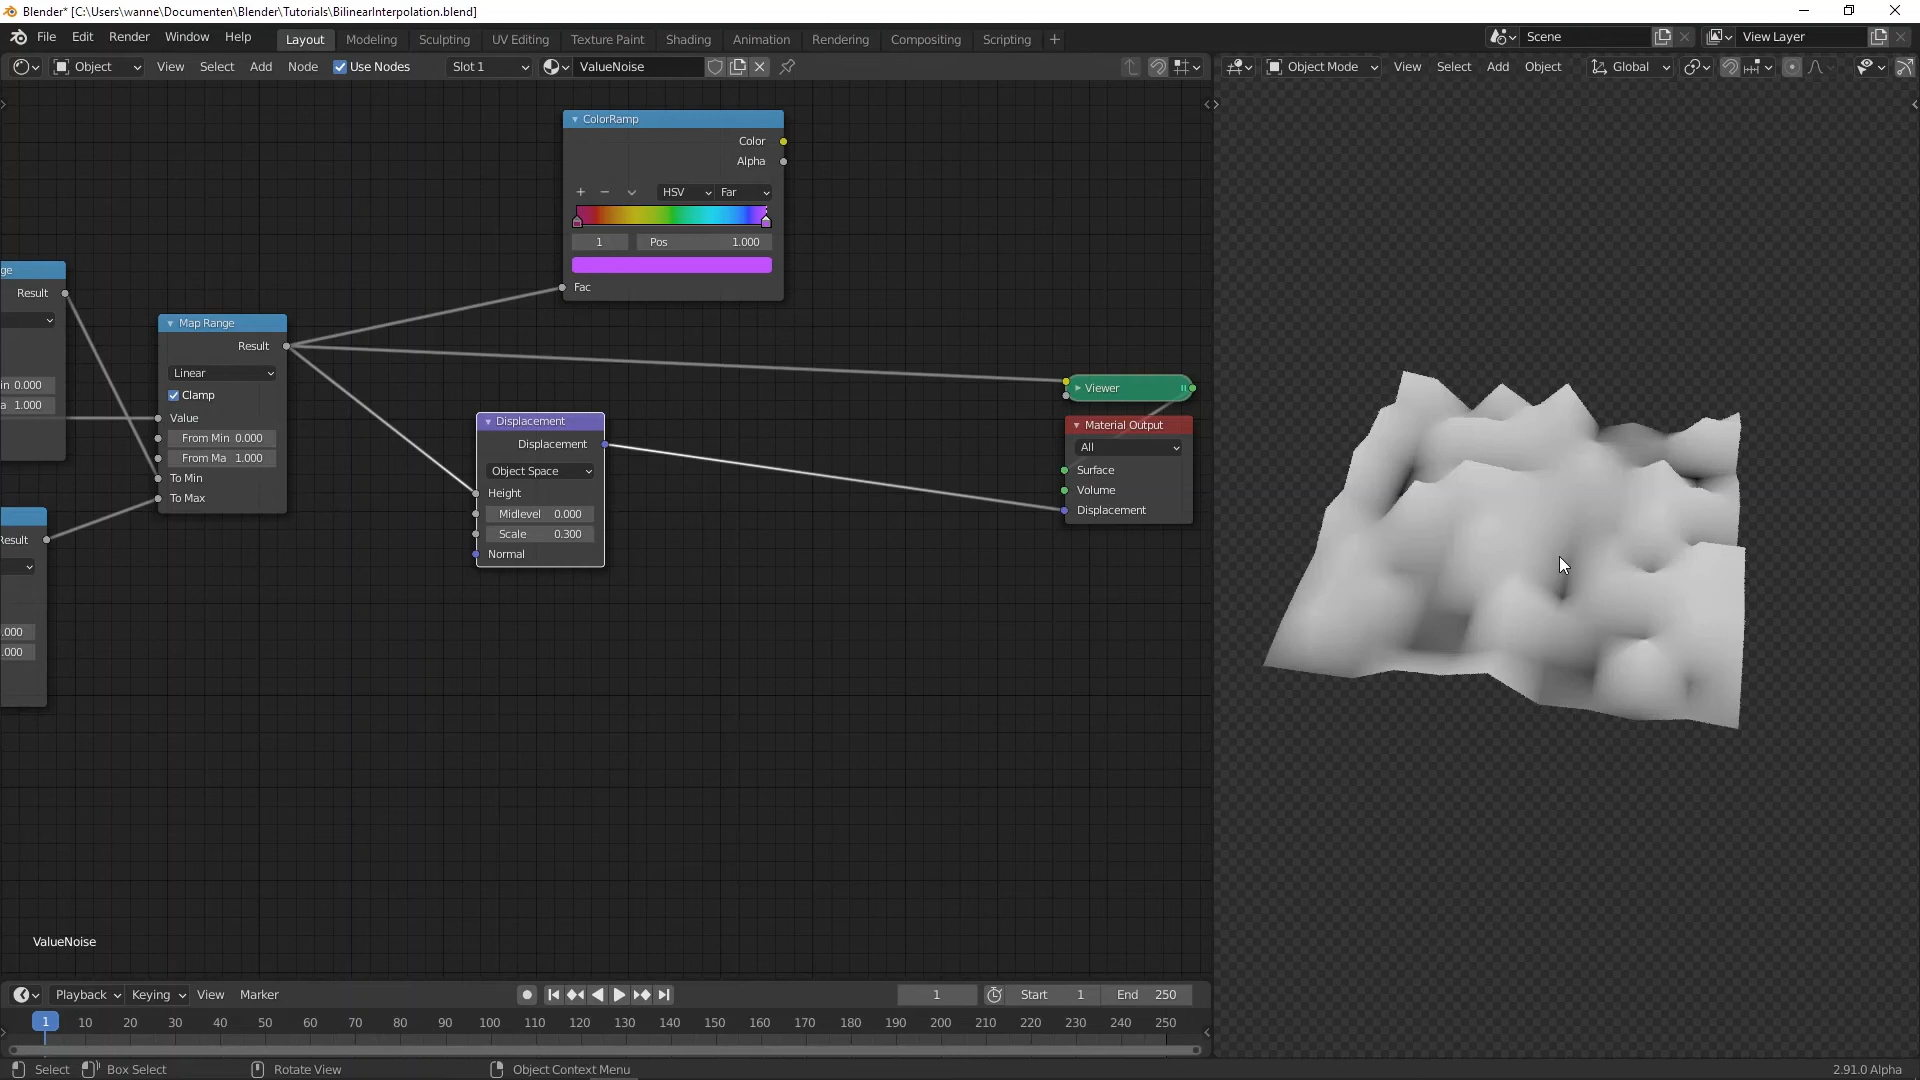 Blender* [C:\Users\wanne\Documenten\Blender\Tutorials\BilinearInterpolation.blend]
File Edit Render Window Help Layout Modeling Sculpting UV Editing Texture Paint Shading Animation Rendering Compositing Scripting + Scene View Layer
Object View Select Add Node Use Nodes Slot 1 ValueNoise Object Mode View Select Add Object Global
ColorRamp
Color
Alpha
+ − HSV Far
1 Pos 1.000
Fac
ge
Result
in 0.000
a 1.000
Map Range
Result
Linear
Clamp
Value
From Min 0.000
From Ma 1.000
To Min
To Max
Result
.000
.000
Displacement
Displacement
Object Space
Height
Midlevel 0.000
Scale 0.300
Normal
Viewer
Material Output
All
Surface
Volume
Displacement
ValueNoise
Playback Keying View Marker 1 Start 1 End 250
1 10 20 30 40 50 60 70 80 90 100 110 120 130 140 150 160 170 180 190 200 210 220 230 240 250
Select Box Select Rotate View Object Context Menu 2.91.0 Alpha